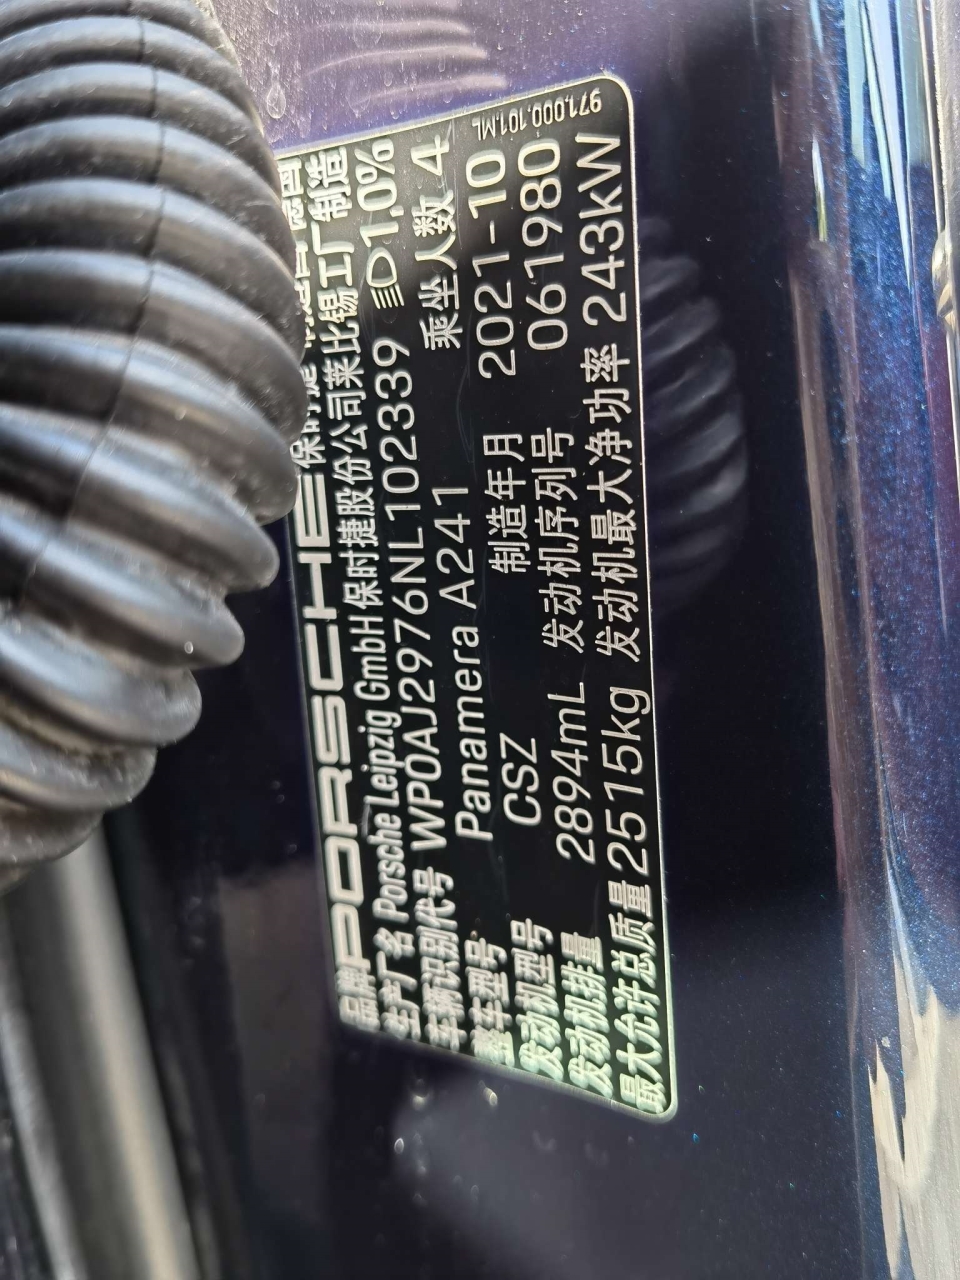 品牌 PORSCHE 保时捷
生产厂名 Porsche Leipzig GmbH 保时捷股份公司莱比锡工厂制造
车辆识别代号 WP0AJ2976NL102339 1,0%
整车型号 Panamera A241 乘坐人数 4
发动机型号 CSZ 制造年月 2021-10
发动机排量 2894mL 发动机序列号 061980
最大允许总质量 2515kg 发动机最大净功率 243kW
971.000.101.ML